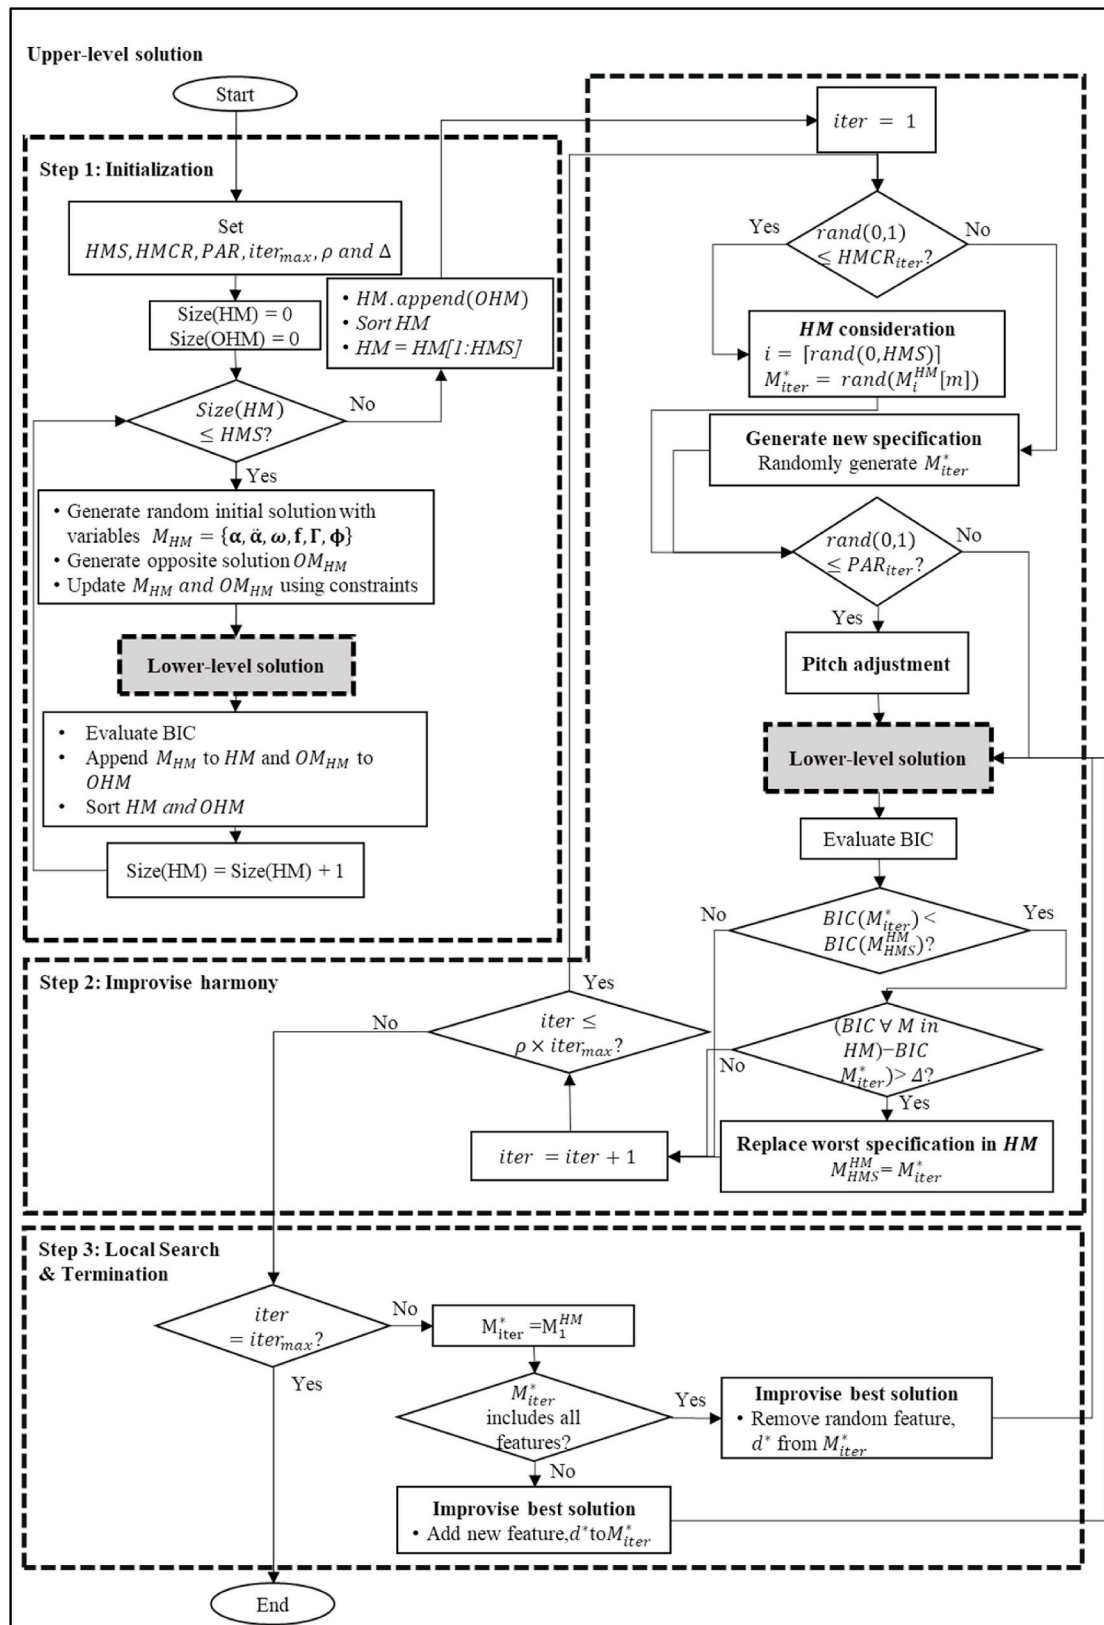 Upper-level solution
Start
Step 1: Initialization
Set
HMS, HMCR, PAR, iter_max, ρ and Δ
Size(HM) = 0
Size(OHM) = 0
Size(HM)
≤ HMS?
No
Yes
• HM.append(OHM)
• Sort HM
• HM = HM[1:HMS]
• Generate random initial solution with
variables M_HM = {α, α̈, ω, f, Γ, ϕ}
• Generate opposite solution OM_HM
• Update M_HM and OM_HM using constraints
Lower-level solution
• Evaluate BIC
• Append M_HM to HM and OM_HM to
OHM
• Sort HM and OHM
Size(HM) = Size(HM) + 1
Step 2: Improvise harmony
iter = 1
Yes
rand(0,1)
≤ HMCR_iter?
No
HM consideration
i = ⌈rand(0,HMS)⌉
M*_iter = rand(M_i^HM[m])
Generate new specification
Randomly generate M*_iter
rand(0,1)
≤ PAR_iter?
No
Yes
Pitch adjustment
Lower-level solution
Evaluate BIC
No
BIC(M*_iter) <
BIC(M_HMS^HM)?
Yes
(BIC ∀ M in
HM)−BIC
M*_iter)> Δ?
No
Yes
Replace worst specification in HM
M_HMS^HM = M*_iter
iter = iter + 1
iter ≤
ρ × iter_max?
Yes
No
Step 3: Local Search
& Termination
iter
= iter_max?
No
Yes
M*_iter =M_1^HM
M*_iter
includes all
features?
Yes
No
Improvise best solution
• Remove random feature,
d* from M*_iter
Improvise best solution
• Add new feature,d*toM*_iter
End